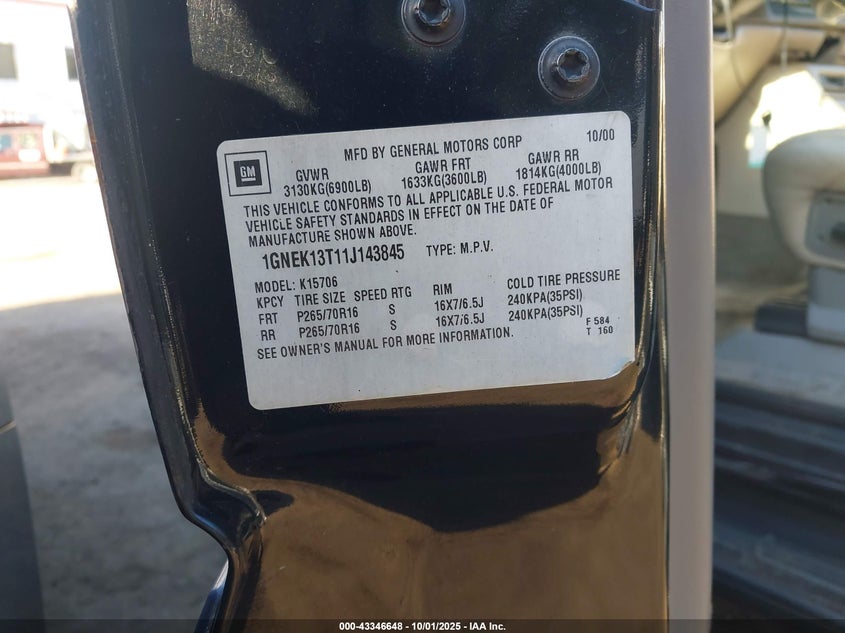 MFD BY GENERAL MOTORS CORP 10/00
GM
GVWR GAWR FRT GAWR RR
3130KG(6900LB) 1633KG(3600LB) 1814KG(4000LB)
THIS VEHICLE CONFORMS TO ALL APPLICABLE U.S. FEDERAL MOTOR
VEHICLE SAFETY STANDARDS IN EFFECT ON THE DATE OF
MANUFACTURE SHOWN ABOVE.
1GNEK13T11J143845 TYPE: M.P.V.
MODEL: K15706
KPCY TIRE SIZE SPEED RTG RIM COLD TIRE PRESSURE
FRT P265/70R16 S 16X7/6.5J 240KPA(35PSI)
RR P265/70R16 S 16X7/6.5J 240KPA(35PSI)
SEE OWNER'S MANUAL FOR MORE INFORMATION.
F 584
T 160
000-43346648 - 10/01/2025 - IAA Inc.